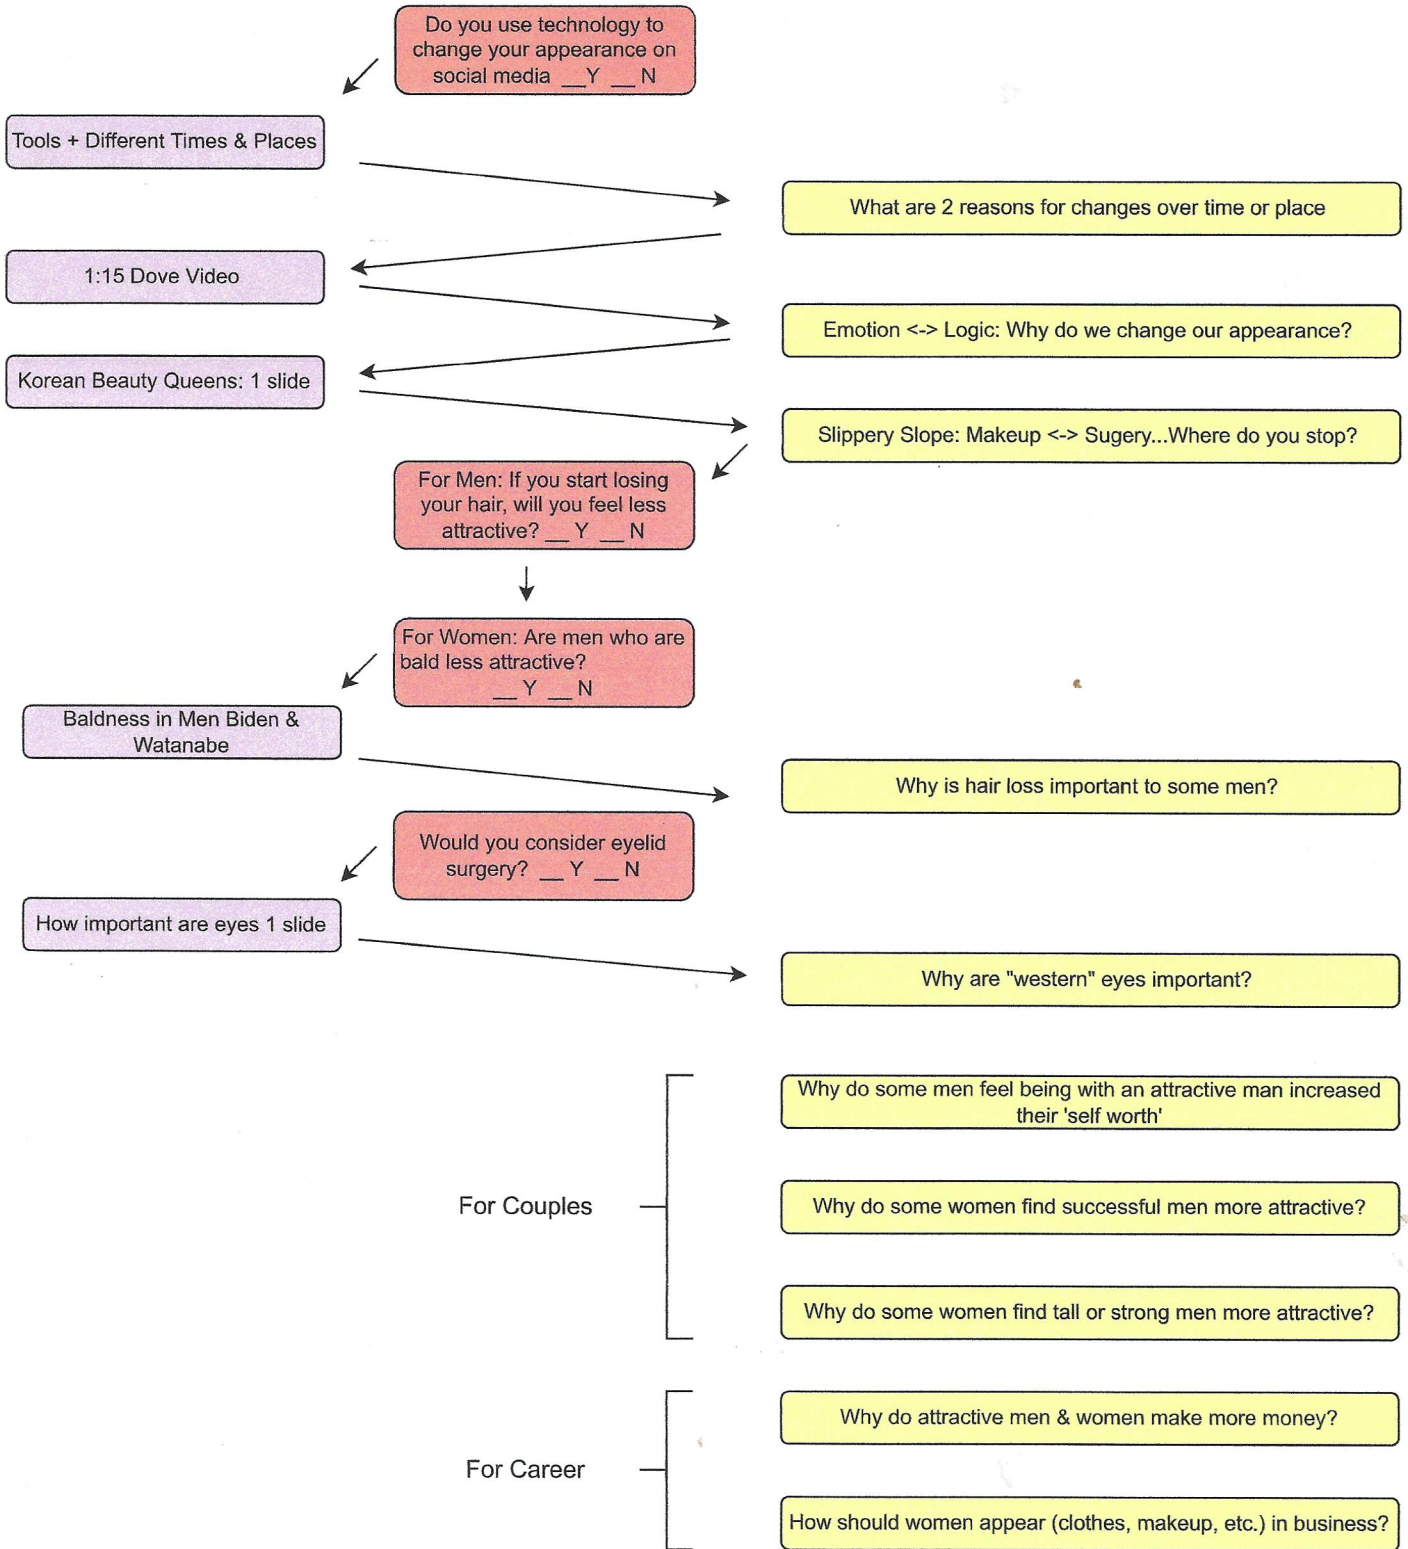 Do you use technology to
change your appearance on
social media __Y __ N
Tools + Different Times & Places
What are 2 reasons for changes over time or place
1:15 Dove Video
Emotion <-> Logic: Why do we change our appearance?
Korean Beauty Queens: 1 slide
Slippery Slope: Makeup <-> Sugery...Where do you stop?
For Men: If you start losing
your hair, will you feel less
attractive? __ Y __ N
For Women: Are men who are
bald less attractive?
__ Y __ N
Baldness in Men Biden &
Watanabe
Why is hair loss important to some men?
Would you consider eyelid
surgery? __ Y __ N
How important are eyes 1 slide
Why are "western" eyes important?
For Couples
Why do some men feel being with an attractive man increased
their 'self worth'
Why do some women find successful men more attractive?
Why do some women find tall or strong men more attractive?
For Career
Why do attractive men & women make more money?
How should women appear (clothes, makeup, etc.) in business?